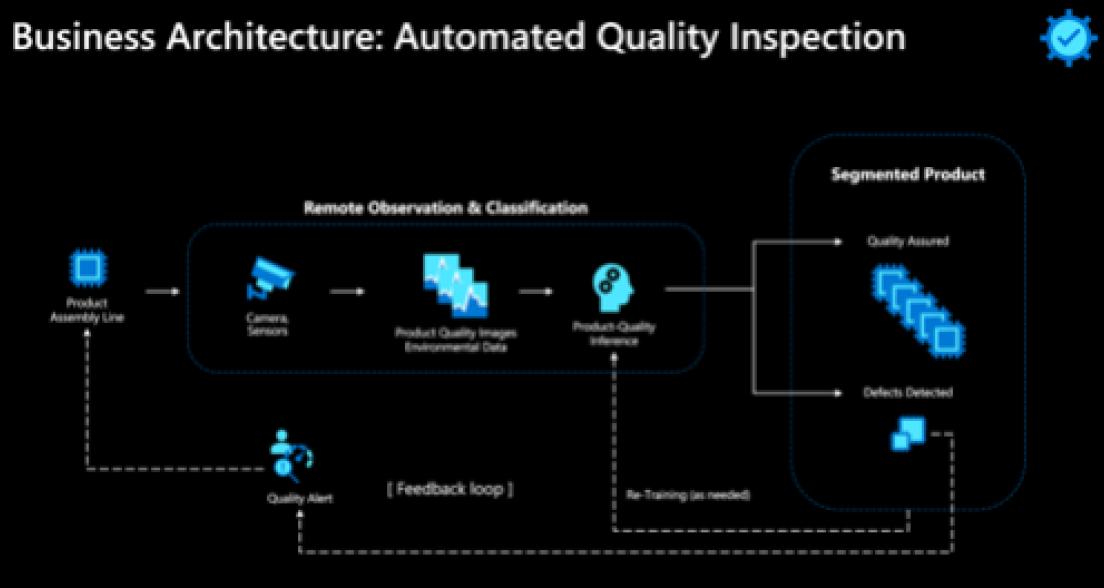 Business Architecture: Automated Quality Inspection
Segmented Product
Remote Observation & Classification
Quality Assured
Product
Assembly Line
Camera,
Sensors
Product Quality Images
Environmental Data
Product-Quality
Inference
Defects Detected
Quality Alert
[ Feedback loop ]
Re-Training (as needed)